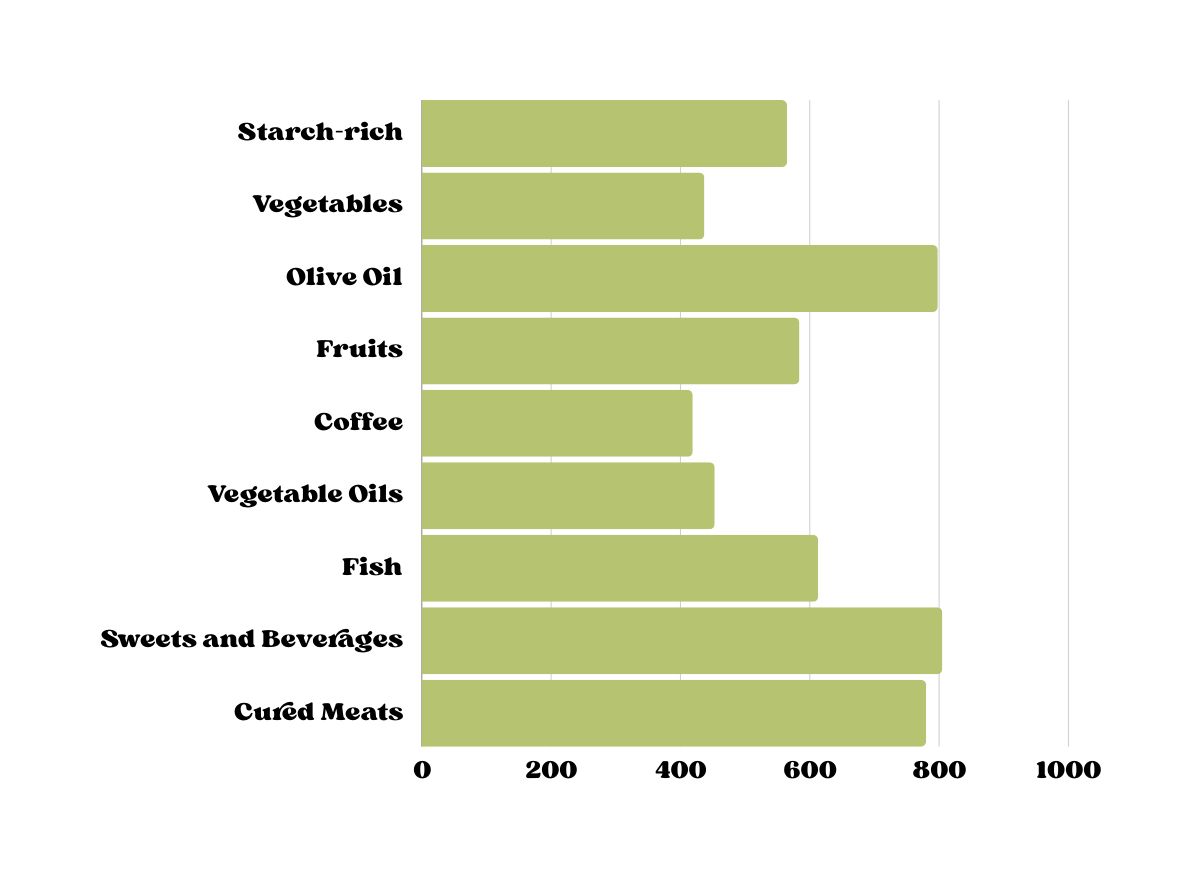 Starch-rich
Vegetables
Olive Oil
Fruits
Coffee
Vegetable Oils
Fish
Sweets and Beverages
Cured Meats
0 200 400 600 800 1000